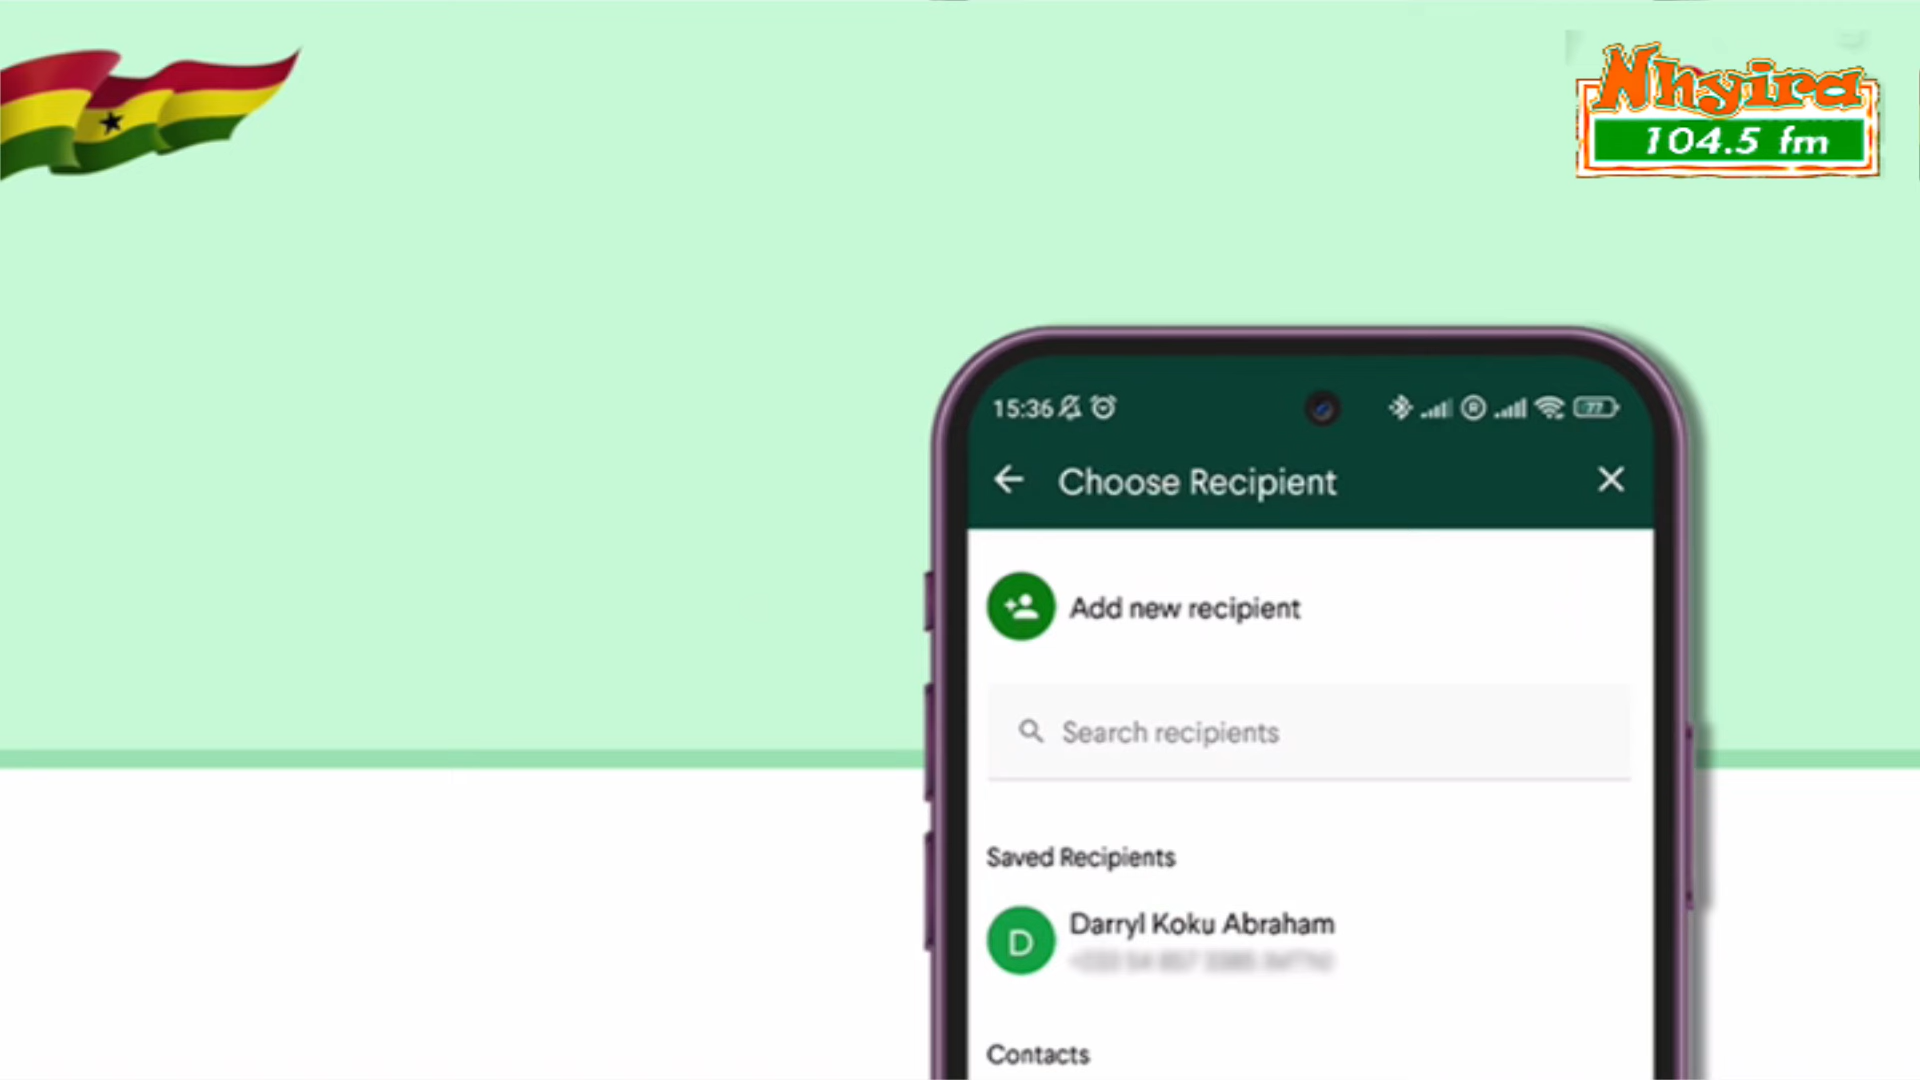 Nhyira
104.5 fm
15:36
77
Choose Recipient
Add new recipient
Search recipients
Saved Recipients
D
Darryl Koku Abraham
Contacts